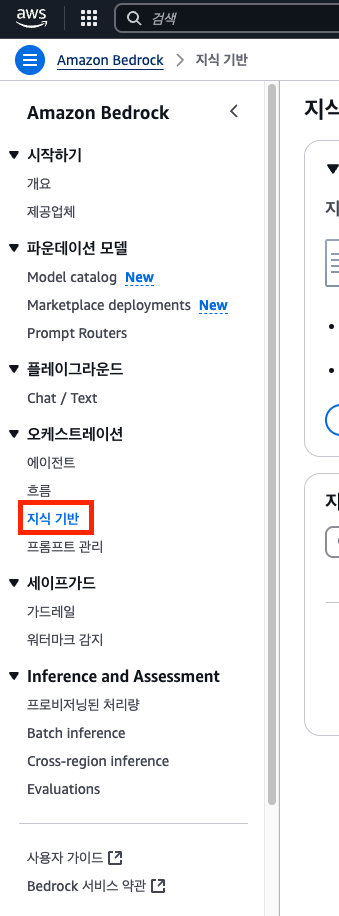 aws
검색
Amazon Bedrock > 지식 기반
Amazon Bedrock
시작하기
개요
제공업체
파운데이션 모델
Model catalog New
Marketplace deployments New
Prompt Routers
플레이그라운드
Chat / Text
오케스트레이션
에이전트
흐름
지식 기반
프롬프트 관리
세이프가드
가드레일
워터마크 감지
Inference and Assessment
프로비저닝된 처리량
Batch inference
Cross-region inference
Evaluations
사용자 가이드
Bedrock 서비스 약관